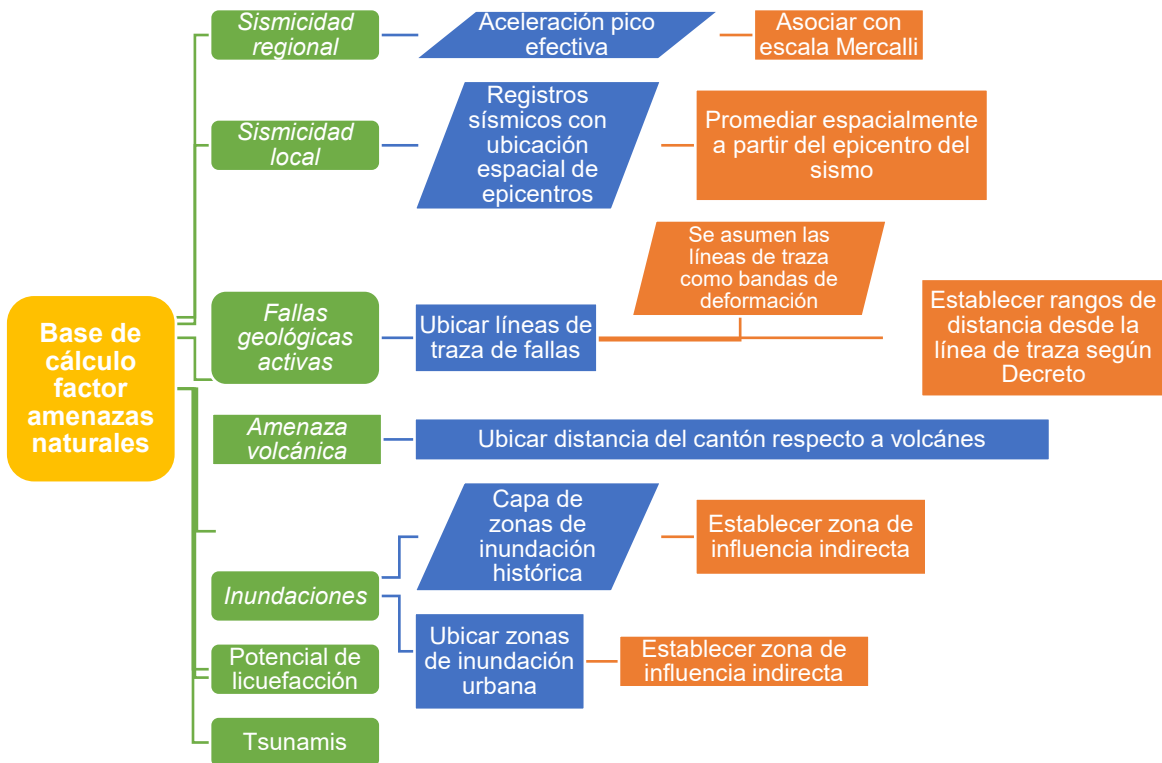 Sismicidad
regional
Aceleración pico
efectiva
Asociar con
escala Mercalli
Sismicidad
local
Registros
sísmicos con
ubicación
espacial de
epicentros
Promediar espacialmente
a partir del epicentro del
sismo
Base de
cálculo
factor
amenazas
naturales
Fallas
geológicas
activas
Ubicar líneas de
traza de fallas
Se asumen las
líneas de traza
como bandas de
deformación
Establecer rangos de
distancia desde la
línea de traza según
Decreto
Amenaza
volcánica
Ubicar distancia del cantón respecto a volcánes
Inundaciones
Capa de
zonas de
inundación
histórica
Establecer zona de
influencia indirecta
Ubicar zonas
de inundación
urbana
Establecer zona de
influencia indirecta
Potencial de
licuefacción
Tsunamis